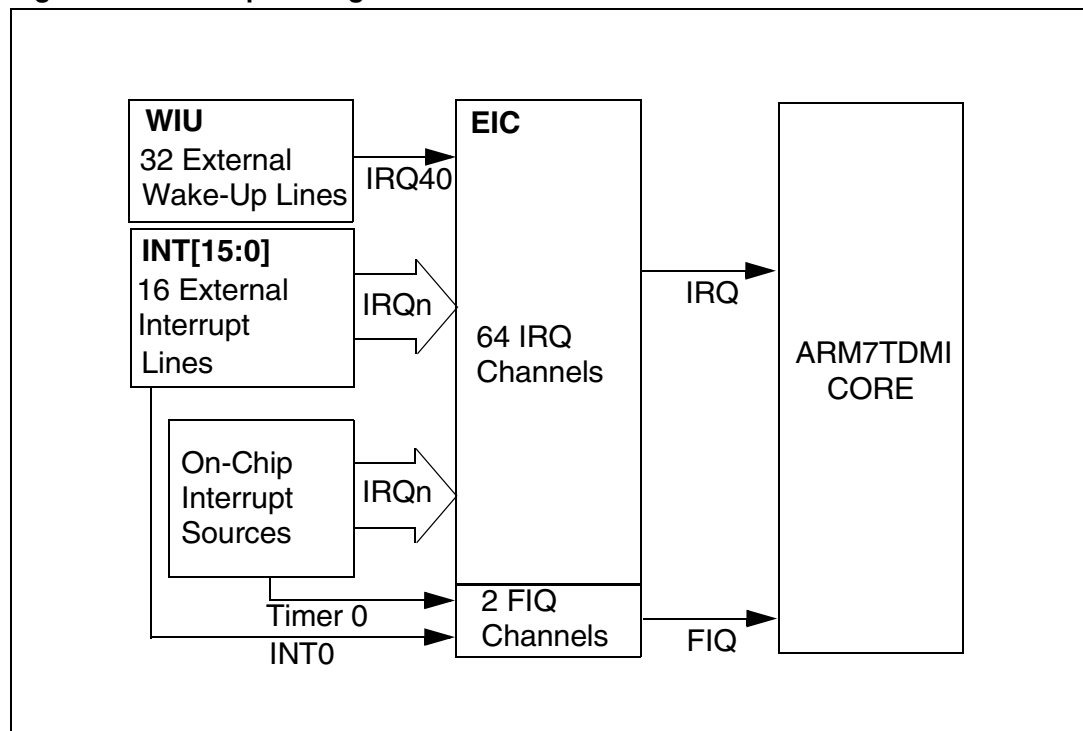 WIU
32 External
Wake-Up Lines
IRQ40
INT[15:0]
16 External
Interrupt
Lines
IRQn
On-Chip
Interrupt
Sources
IRQn
Timer 0
INT0
EIC
64 IRQ
Channels
2 FIQ
Channels
IRQ
FIQ
ARM7TDMI
CORE